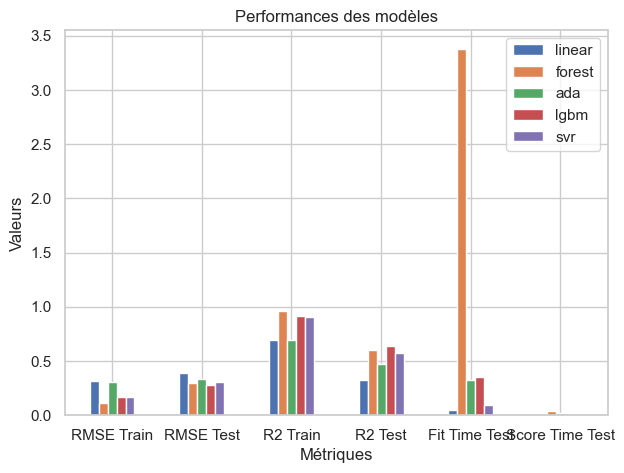 Performances des modèles
3.5
3.0
2.5
2.0
1.5
1.0
0.5
0.0
Valeurs
linear
forest
ada
lgbm
svr
RMSE Train
RMSE Test
R2 Train
R2 Test
Fit Time Test
Score Time Test
Métriques